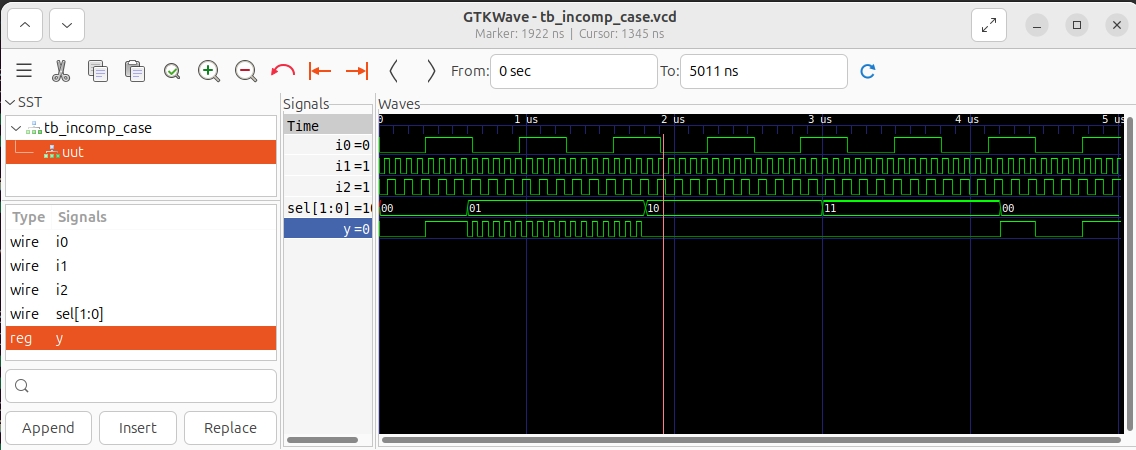 GTKWave - tb_incomp_case.vcd
Marker: 1922 ns | Cursor: 1345 ns
From: 0 sec To: 5011 ns
SST
tb_incomp_case
uut
Type Signals
wire i0
wire i1
wire i2
wire sel[1:0]
reg y
Append Insert Replace
Signals
Time
i0 =0
i1 =1
i2 =1
sel[1:0] =10
y =0
Waves
0 1 us 2 us 3 us 4 us 5 us
00 01 10 11 00